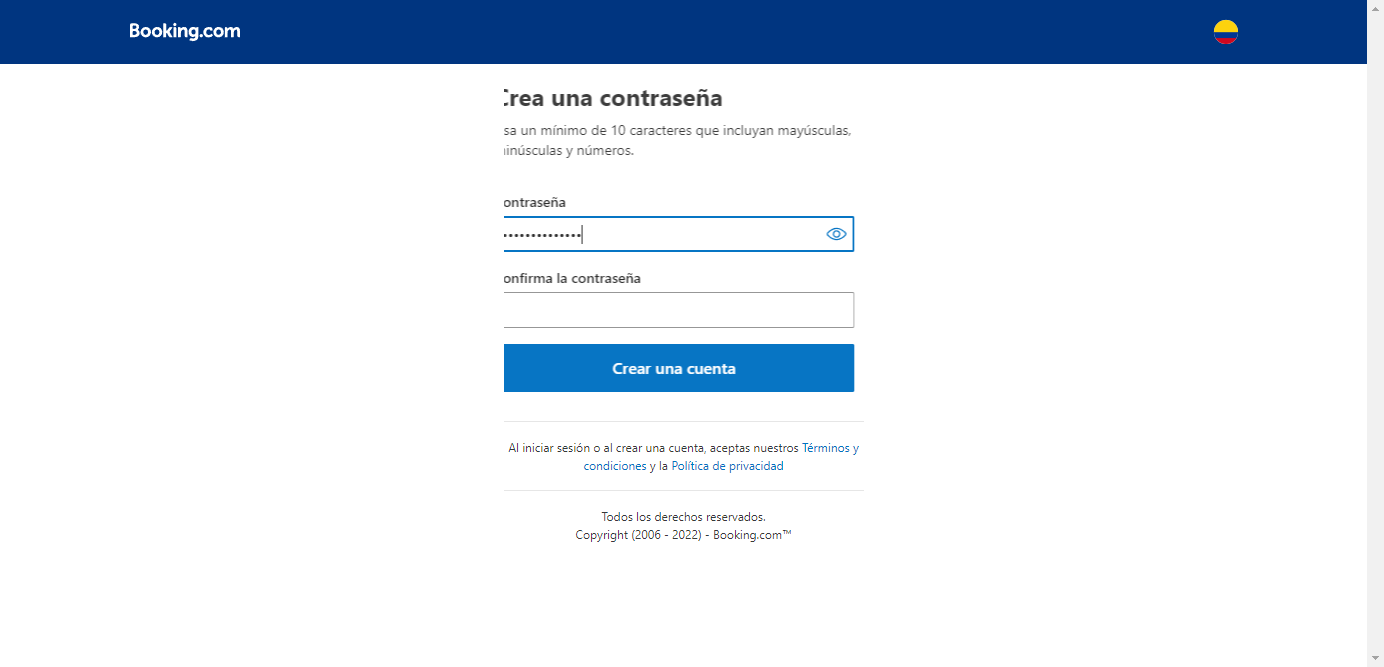 Booking.com
Crea una contraseña
sa un mínimo de 10 caracteres que incluyan mayúsculas,
inúsculas y números.
ontraseña
••••••••••••••
onfirma la contraseña
Crear una cuenta
Al iniciar sesión o al crear una cuenta, aceptas nuestros Términos y
condiciones y la Política de privacidad
Todos los derechos reservados.
Copyright (2006 - 2022) - Booking.com™